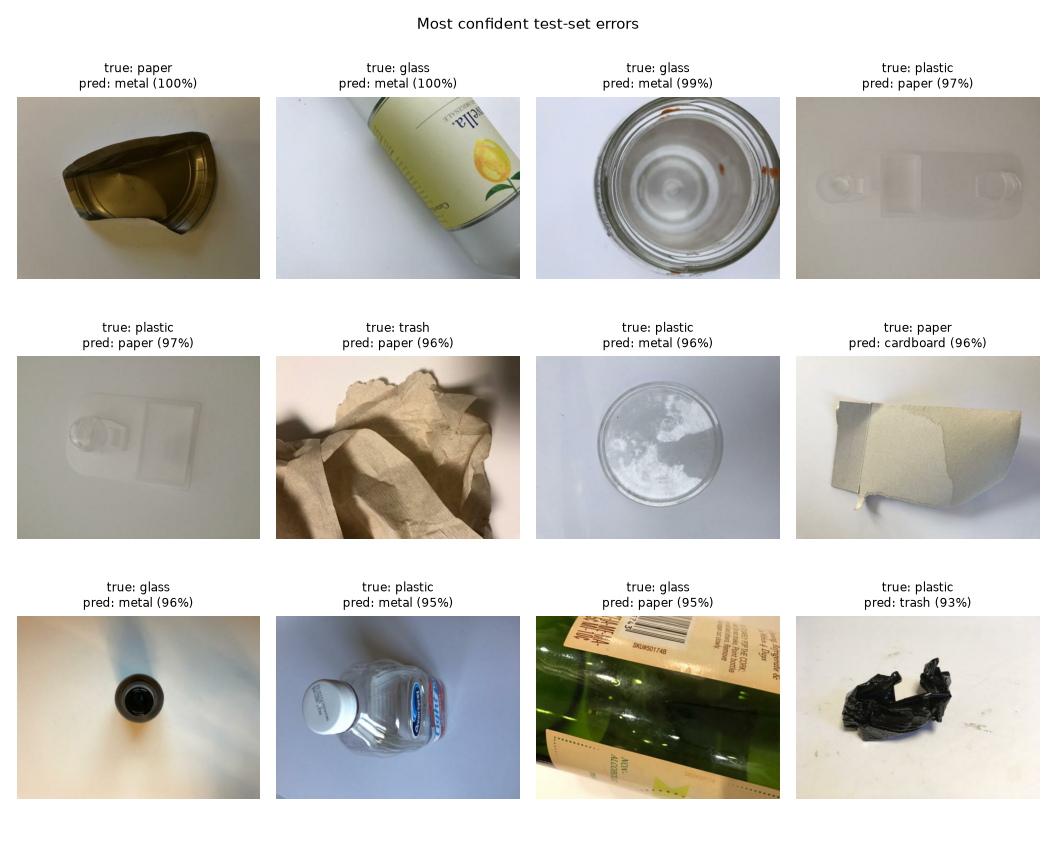 Most confident test-set errors
true: paper
pred: metal (100%)
true: glass
pred: metal (100%)
true: glass
pred: metal (99%)
true: plastic
pred: paper (97%)
true: plastic
pred: paper (97%)
true: trash
pred: paper (96%)
true: plastic
pred: metal (96%)
true: paper
pred: cardboard (96%)
true: glass
pred: metal (96%)
true: plastic
pred: metal (95%)
true: glass
pred: paper (95%)
true: plastic
pred: trash (93%)
ella.
SKU#50174B